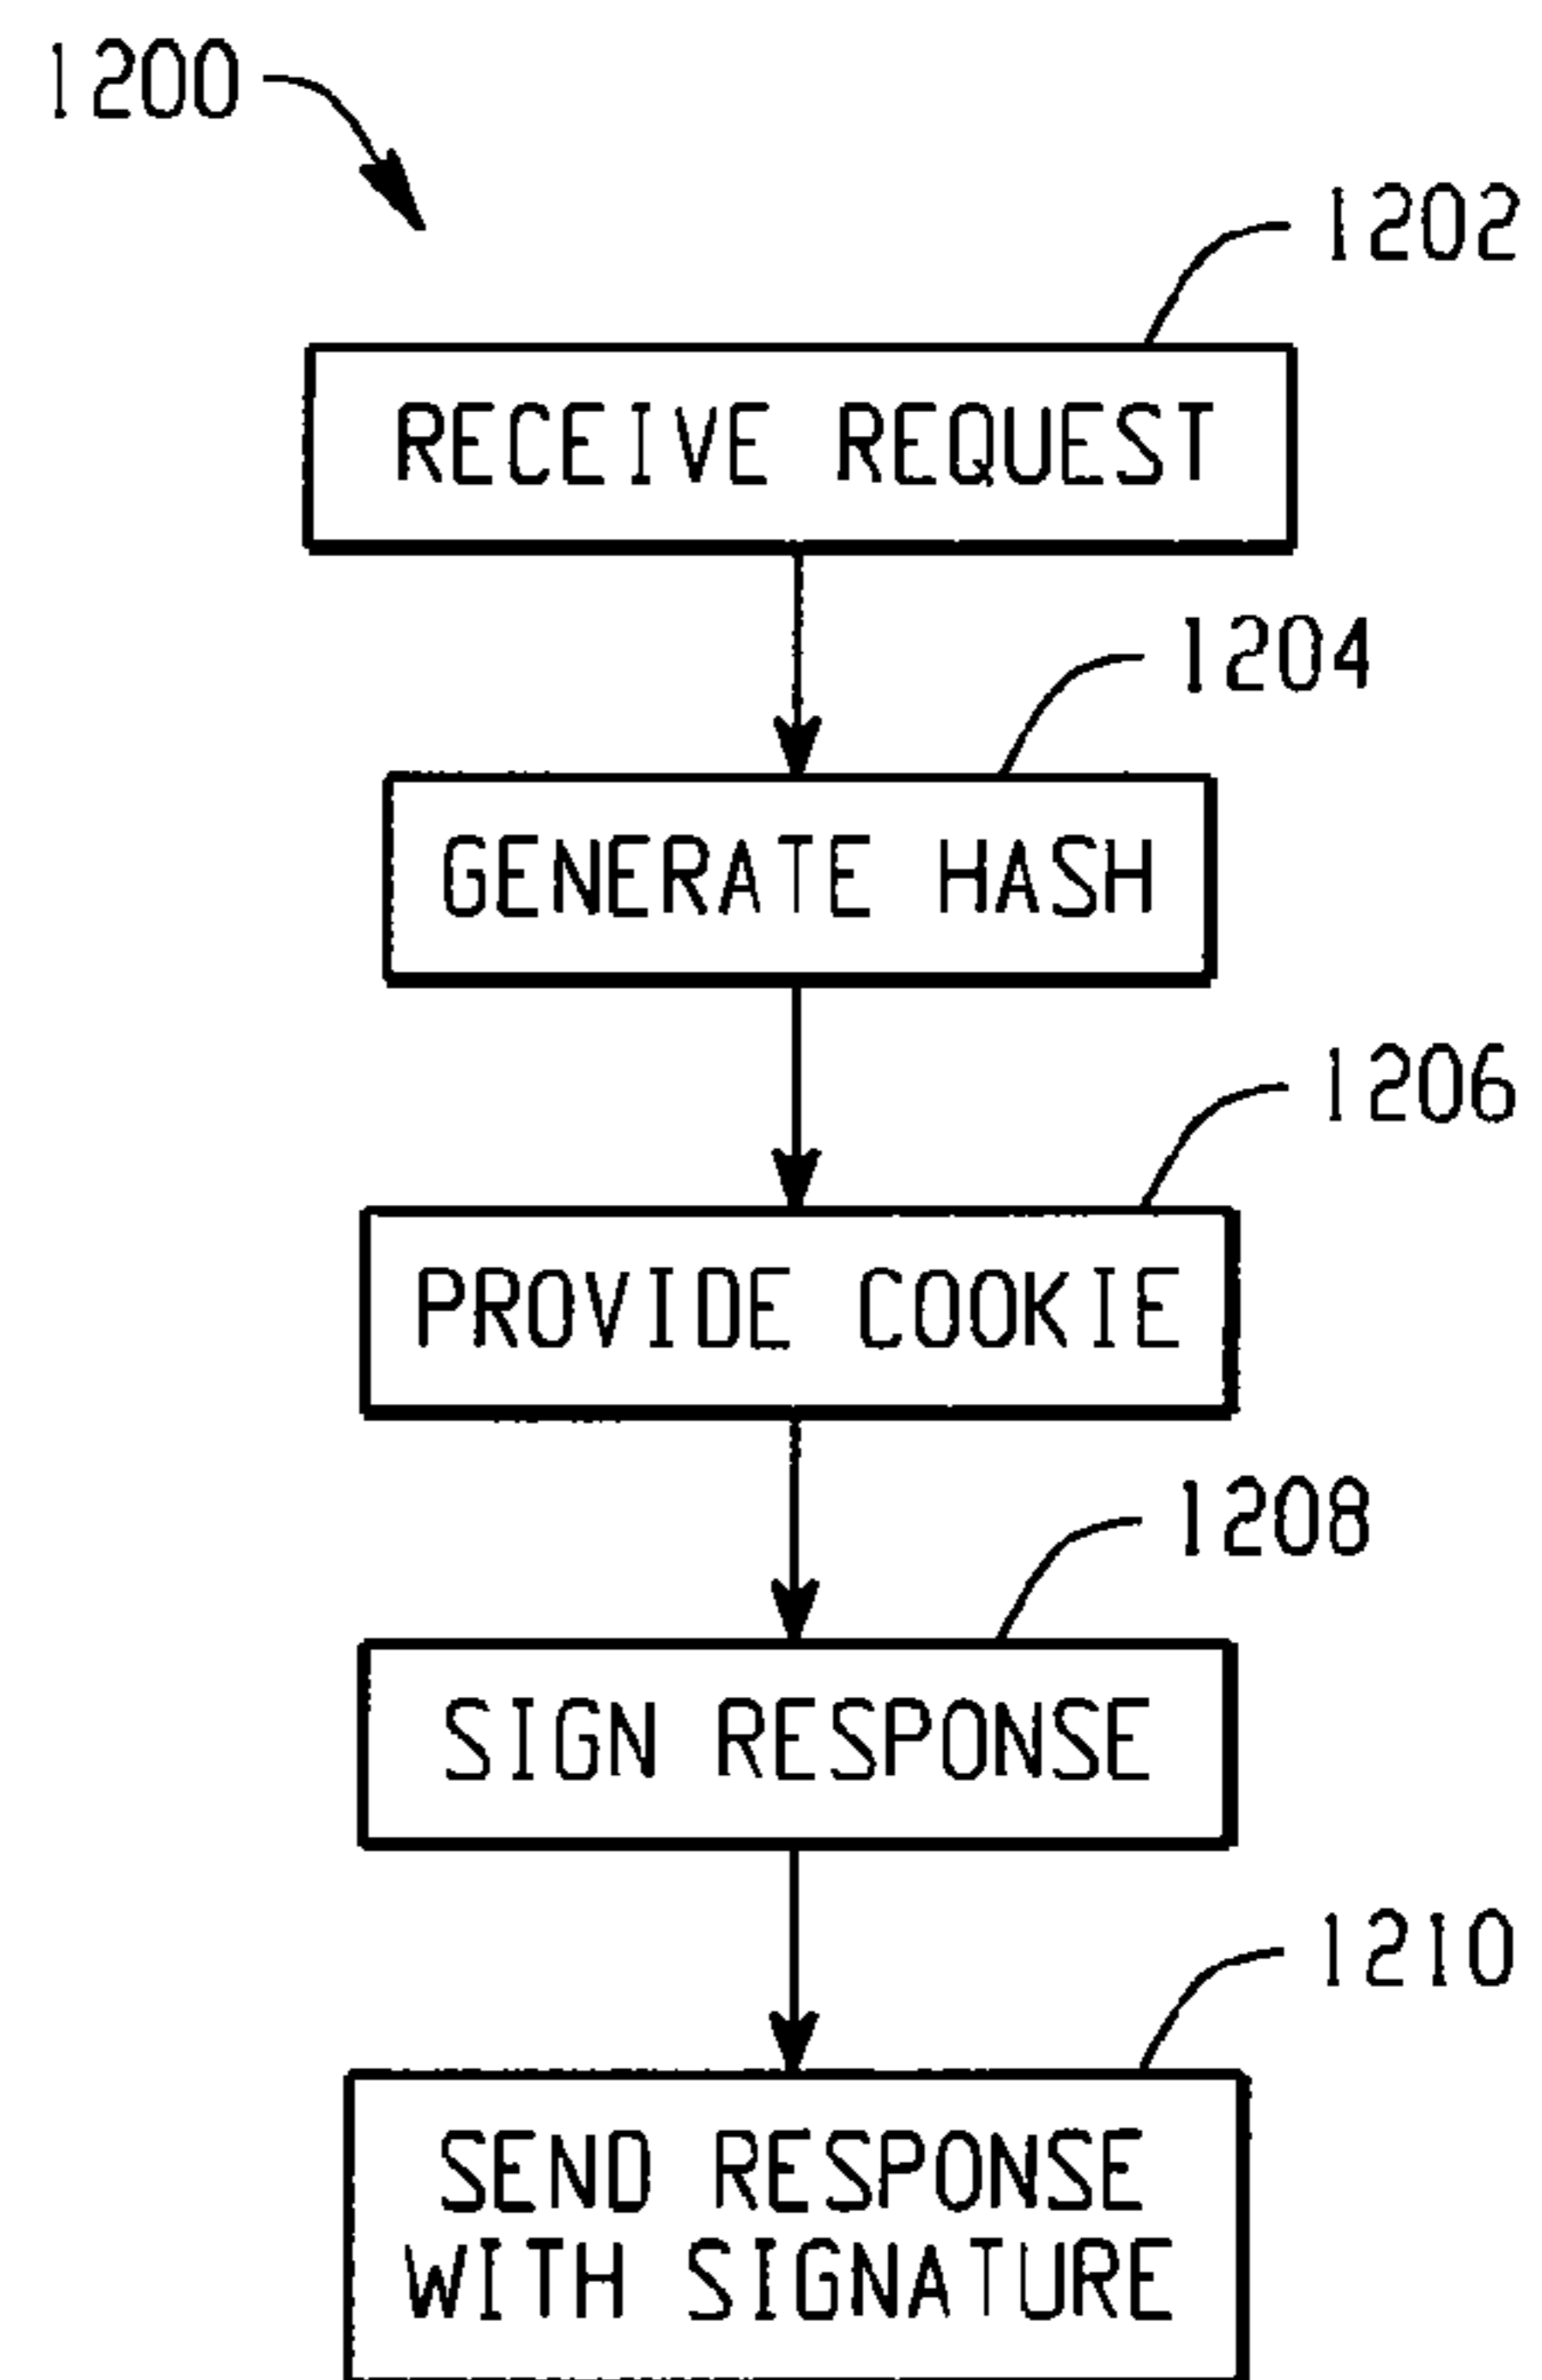 1200
1202
RECEIVE REQUEST
1204
GENERATE HASH
1206
PROVIDE COOKIE
1208
SIGN RESPONSE
1210
SEND RESPONSE
WITH SIGNATURE